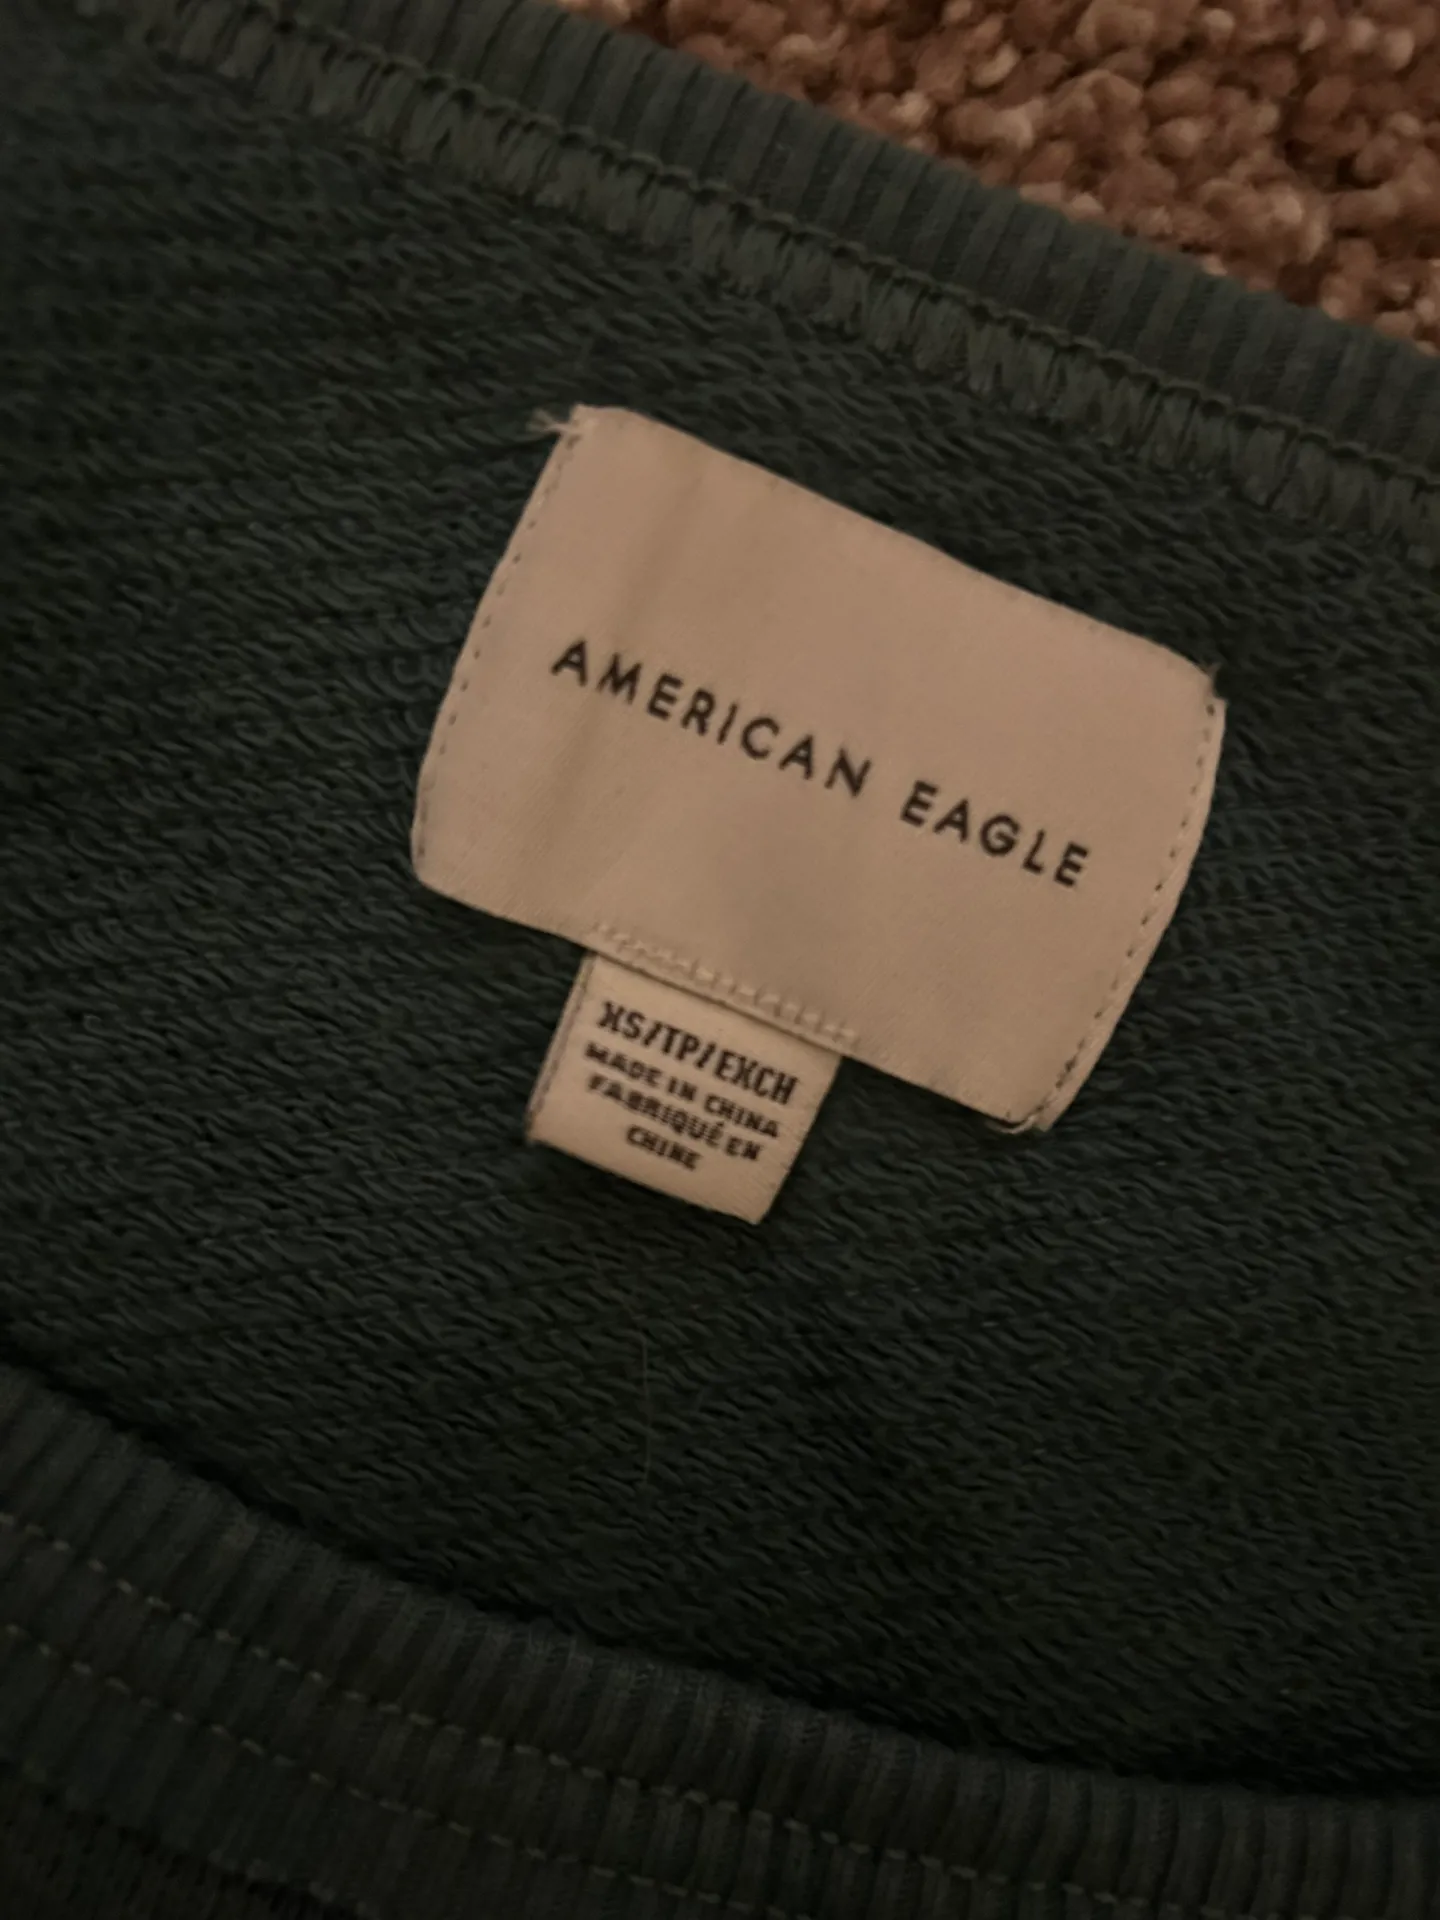 AMERICAN EAGLE
XS/TP/EXCH
MADE IN CHINA
FABRIQUÉ EN
CHINE